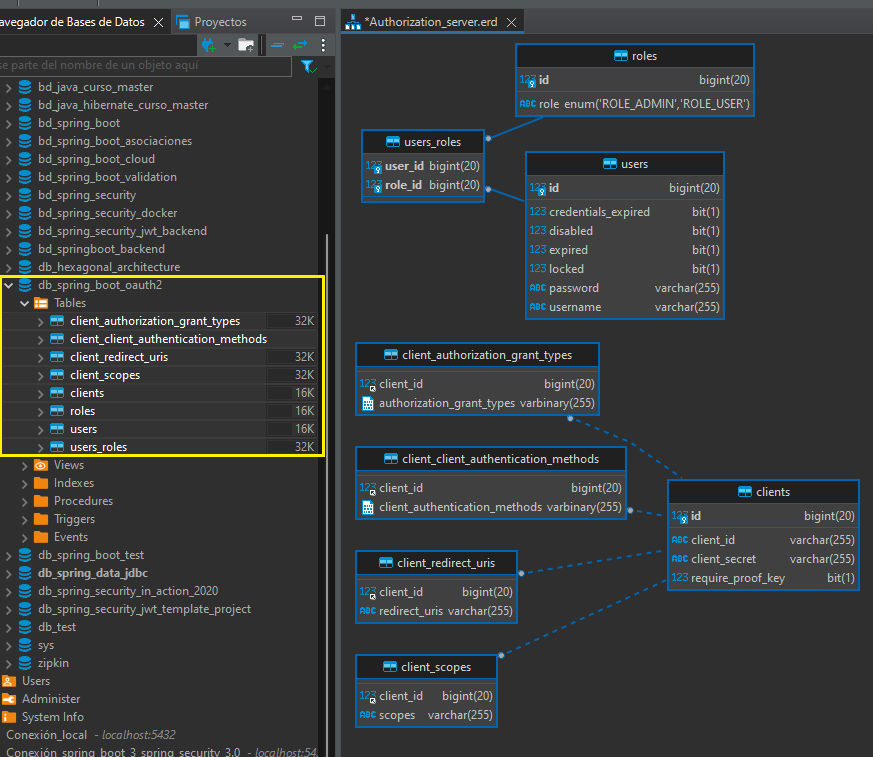 avegador de Bases de Datos
Proyectos
se parte del nombre de un objeto aquí
bd_java_curso_master
bd_java_hibernate_curso_master
bd_spring_boot
bd_spring_boot_asociaciones
bd_spring_boot_cloud
bd_spring_boot_validation
bd_spring_security
bd_spring_security_docker
bd_spring_security_jwt_backend
bd_springboot_backend
db_hexagonal_architecture
db_spring_boot_oauth2
Tables
client_authorization_grant_types 32K
client_client_authentication_methods
client_redirect_uris 32K
client_scopes 32K
clients 16K
roles 16K
users 16K
users_roles 32K
Views
Indexes
Procedures
Triggers
Events
db_spring_boot_test
db_spring_data_jdbc
db_spring_security_in_action_2020
db_spring_security_jwt_template_project
db_test
sys
zipkin
Users
Administer
System Info
Conexión_local - localhost:5432
Conexión_spring_boot_3_spring_security_3.0 - localhost:54.
*Authorization_server.erd
roles
123 id bigint(20)
ABC role enum('ROLE_ADMIN','ROLE_USER')
users_roles
123 user_id bigint(20)
123 role_id bigint(20)
users
123 id bigint(20)
123 credentials_expired bit(1)
123 disabled bit(1)
123 expired bit(1)
123 locked bit(1)
ABC password varchar(255)
ABC username varchar(255)
client_authorization_grant_types
123 client_id bigint(20)
authorization_grant_types varbinary(255)
client_client_authentication_methods
123 client_id bigint(20)
client_authentication_methods varbinary(255)
clients
123 id bigint(20)
ABC client_id varchar(255)
ABC client_secret varchar(255)
123 require_proof_key bit(1)
client_redirect_uris
123 client_id bigint(20)
ABC redirect_uris varchar(255)
client_scopes
123 client_id bigint(20)
ABC scopes varchar(255)